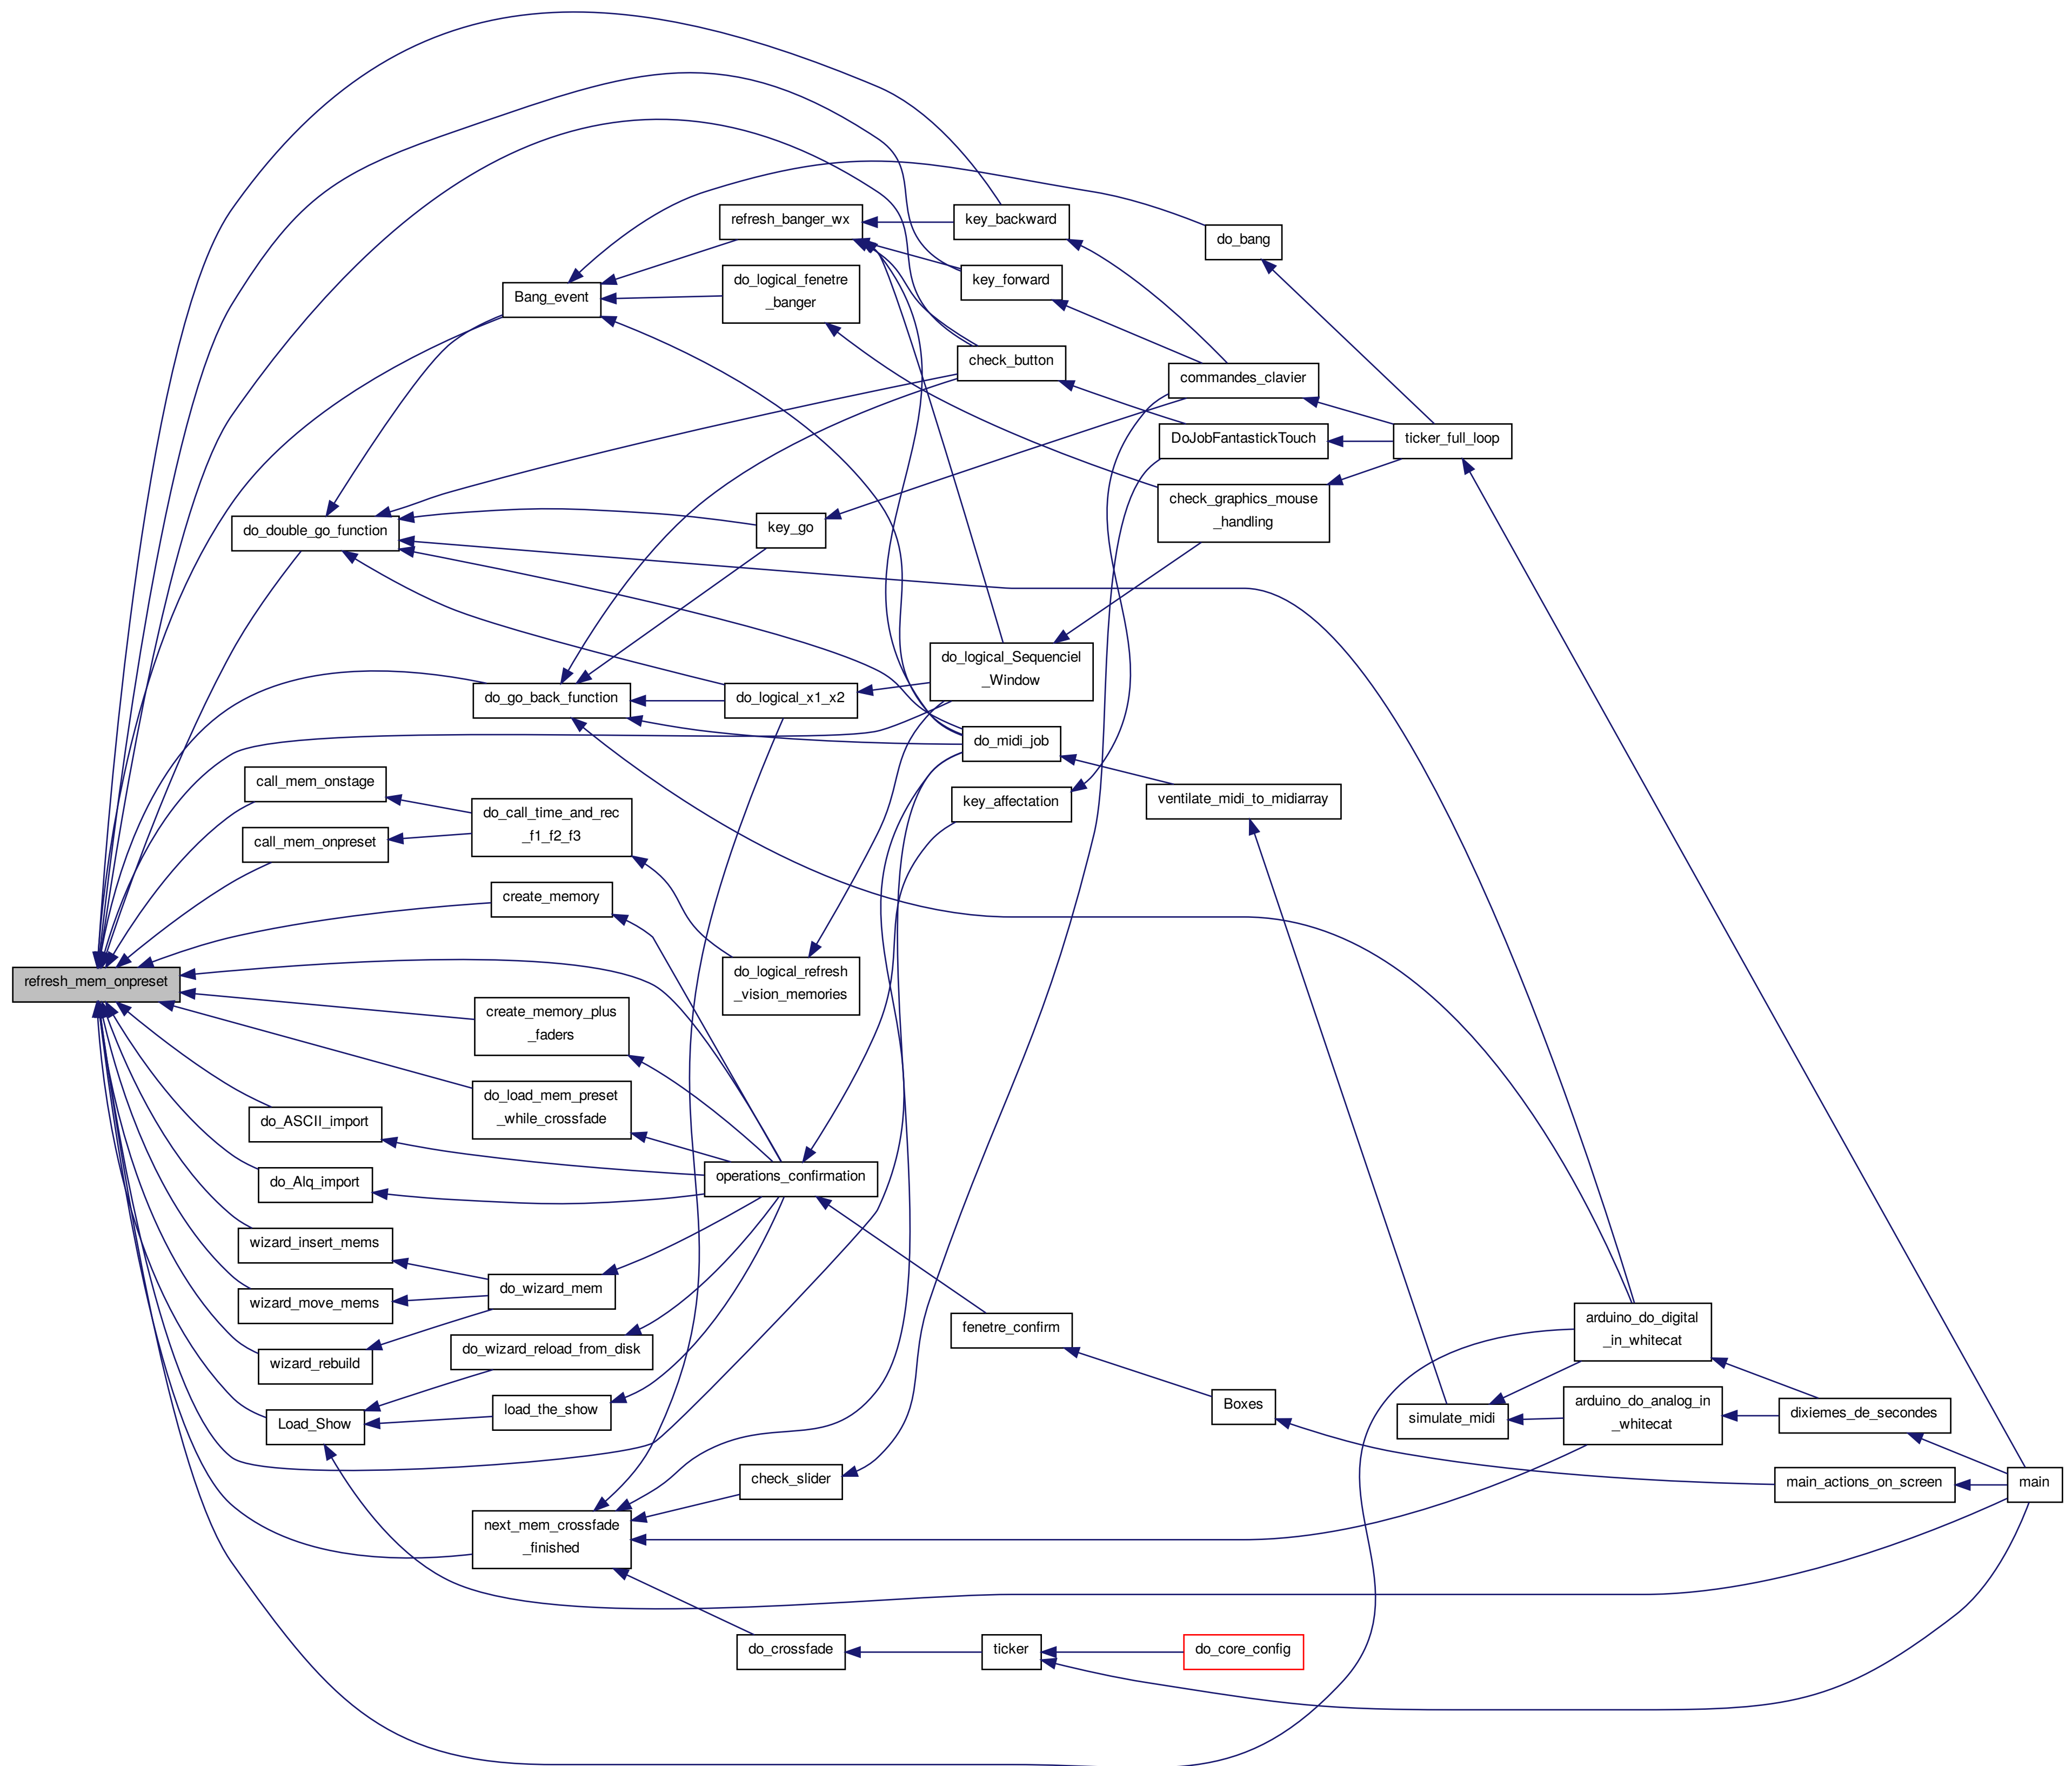 refresh_mem_onpreset
do_double_go_function
call_mem_onstage
call_mem_onpreset
do_ASCII_import
do_Alq_import
wizard_insert_mems
wizard_move_mems
wizard_rebuild
Load_Show
Bang_event
do_go_back_function
do_call_time_and_rec
_f1_f2_f3
create_memory
create_memory_plus
_faders
do_load_mem_preset
_while_crossfade
do_wizard_mem
do_wizard_reload_from_disk
load_the_show
next_mem_crossfade
_finished
refresh_banger_wx
do_logical_fenetre
_banger
key_go
do_logical_x1_x2
do_logical_refresh
_vision_memories
operations_confirmation
check_slider
do_crossfade
key_backward
key_forward
check_button
do_logical_Sequenciel
_Window
do_midi_job
key_affectation
fenetre_confirm
ticker
do_bang
commandes_clavier
DoJobFantastickTouch
check_graphics_mouse
_handling
ventilate_midi_to_midiarray
Boxes
do_core_config
ticker_full_loop
simulate_midi
arduino_do_digital
_in_whitecat
arduino_do_analog_in
_whitecat
dixiemes_de_secondes
main_actions_on_screen
main